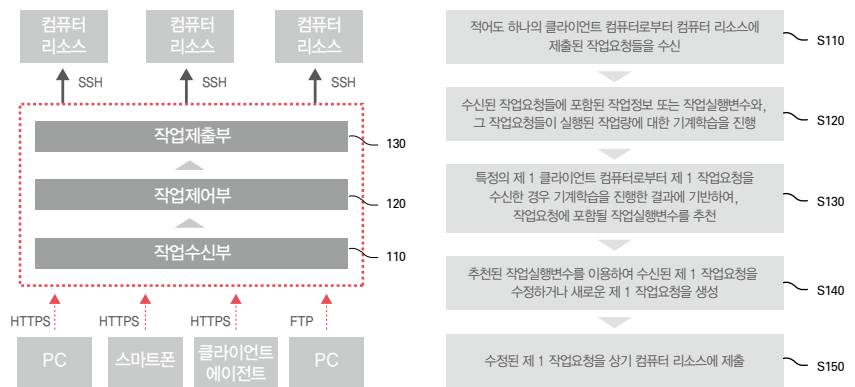 컴퓨터
리소스
컴퓨터
리소스
컴퓨터
리소스
SSH
SSH
SSH
작업제출부
130
작업제어부
120
작업수신부
110
HTTPS
HTTPS
HTTPS
FTP
PC
스마트폰
클라이언트
에이전트
PC
적어도 하나의 클라이언트 컴퓨터로부터 컴퓨터 리소스에
제출된 작업요청들을 수신
S110
수신된 작업요청들에 포함된 작업정보 또는 작업실행변수와,
그 작업요청들이 실행된 작업량에 대한 기계학습을 진행
S120
특정의 제 1 클라이언트 컴퓨터로부터 제 1 작업요청을
수신한 경우 기계학습을 진행한 결과에 기반하여,
작업요청에 포함될 작업실행변수를 추천
S130
추천된 작업실행변수를 이용하여 수신된 제 1 작업요청을
수정하거나 새로운 제 1 작업요청을 생성
S140
수정된 제 1 작업요청을 상기 컴퓨터 리소스에 제출
S150